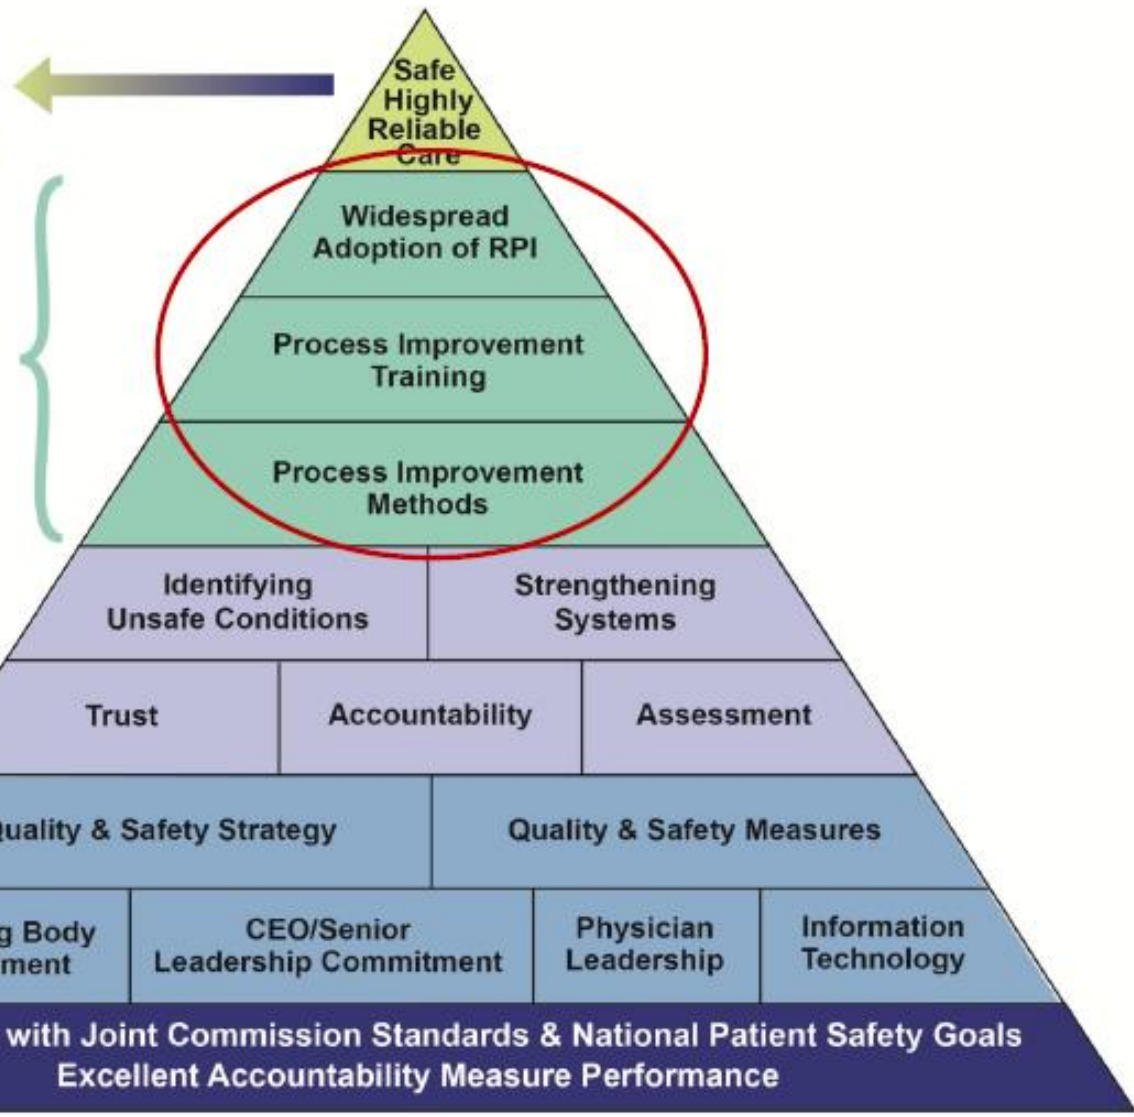 Safe
Highly
Reliable
Care
Widespread
Adoption of RPI
Process Improvement
Training
Process Improvement
Methods
Identifying
Unsafe Conditions
Strengthening
Systems
Trust
Accountability
Assessment
Quality & Safety Strategy
Quality & Safety Measures
g Body
ment
CEO/Senior
Leadership Commitment
Physician
Leadership
Information
Technology
with Joint Commission Standards & National Patient Safety Goals
Excellent Accountability Measure Performance